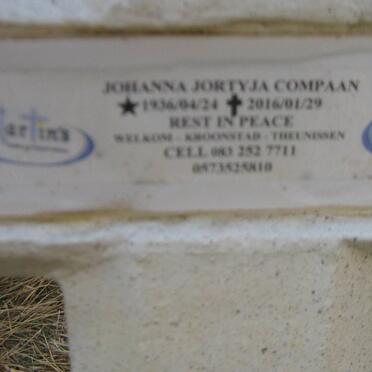 JOHANNA JORTYJA COMPAAN
★1936/04/24 ✝ 2016/01/29
REST IN PEACE
WELKOM - KROONSTAD - THEUNISSEN
CELL 083 252 7711
0573525810
artin's